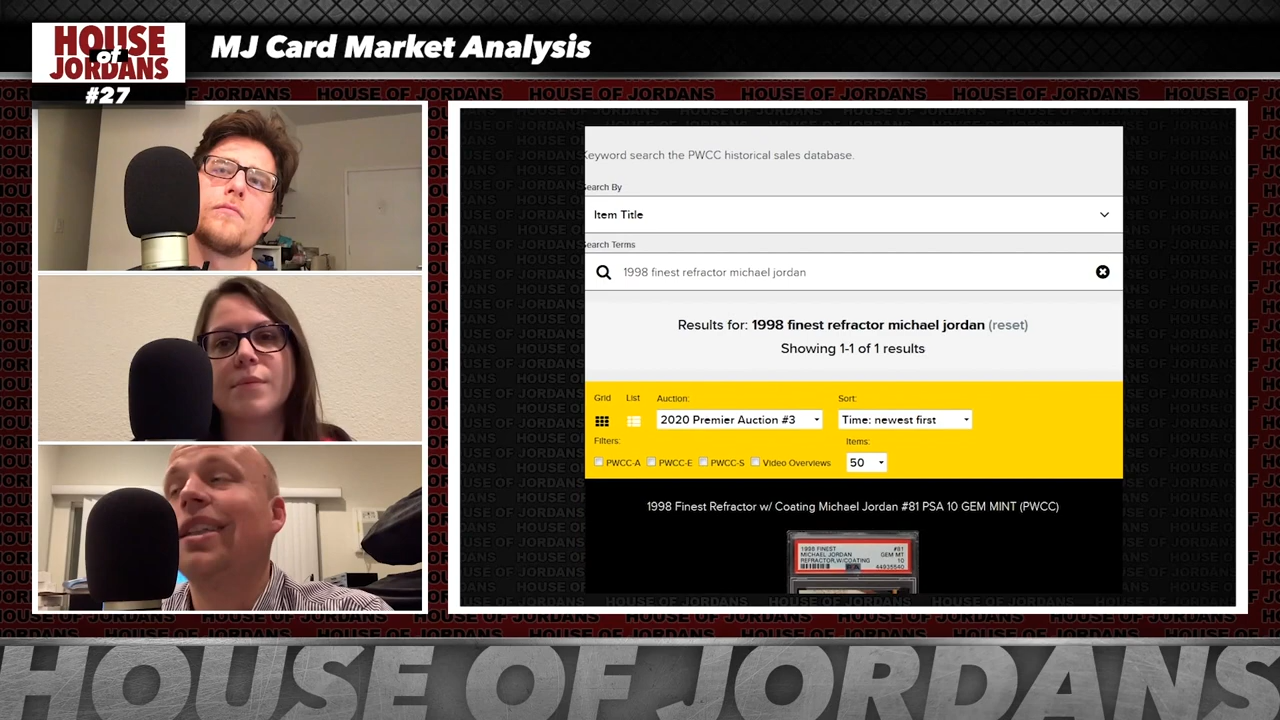 HOUSE
of
JORDANS
#27
MJ Card Market Analysis
Keyword search the PWCC historical sales database.
Search By
Item Title
Search Terms
1998 finest refractor michael jordan
Results for: 1998 finest refractor michael jordan (reset)
Showing 1-1 of 1 results
Grid List Auction: Sort:
2020 Premier Auction #3 Time: newest first
Filters: Items:
PWCC-A PWCC-E PWCC-S Video Overviews 50
1998 Finest Refractor w/ Coating Michael Jordan #81 PSA 10 GEM MINT (PWCC)
1998 FINEST #81
MICHAEL JORDAN GEM MT
REFRACTOR,W/COATING 10
44935540
HOUSE OF JORDANS